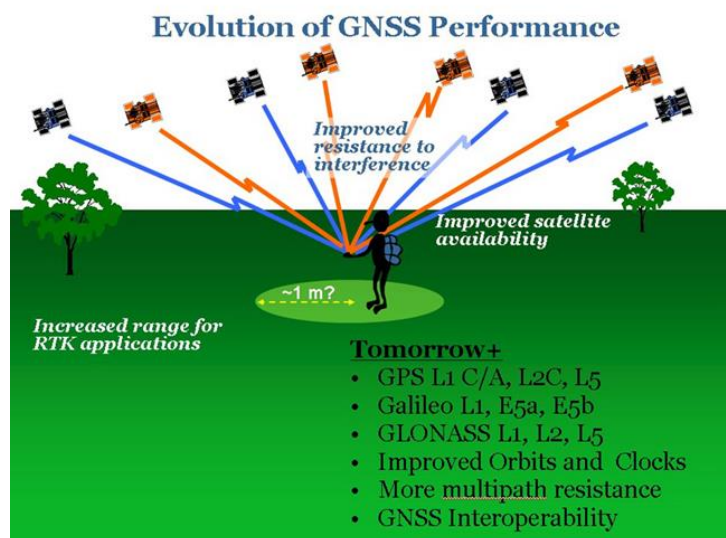 Evolution of GNSS Performance
Improved
resistance to
interference
Improved satellite
availability
~1 m?
Increased range for
RTK applications
Tomorrow+
• GPS L1 C/A, L2C, L5
• Galileo L1, E5a, E5b
• GLONASS L1, L2, L5
• Improved Orbits and Clocks
• More multipath resistance
• GNSS Interoperability